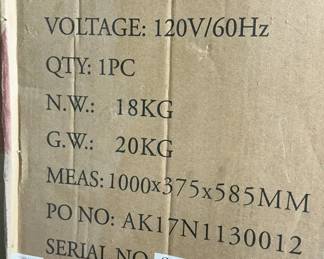 VOLTAGE: 120V/60Hz
QTY: 1PC
N.W.: 18KG
G.W.: 20KG
MEAS: 1000x375x585MM
PO NO: AK17N1130012
SERIAL NO